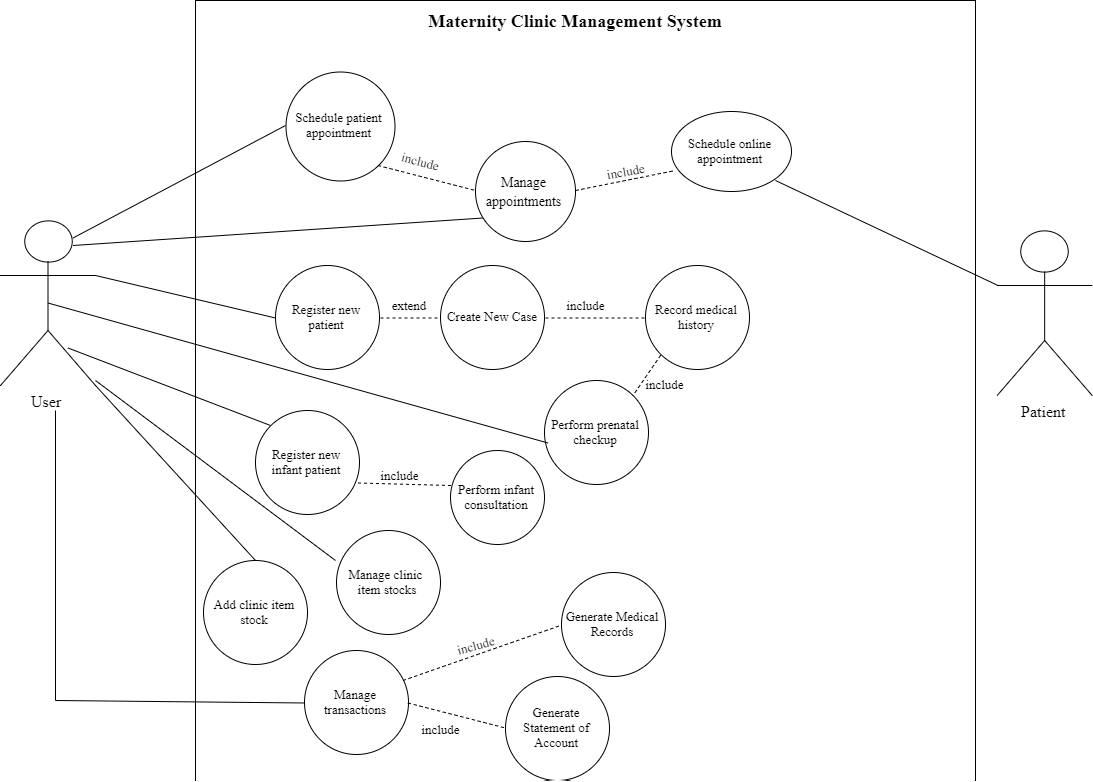 Maternity Clinic Management System
Schedule patient
appointment
include
Manage
appointments
include
Schedule online
appointment
Register new
patient
extend
Create New Case
include
Record medical
history
include
Perform prenatal
checkup
User
Patient
Register new
infant patient
include
Perform infant
consultation
Manage clinic
item stocks
Add clinic item
stock
Generate Medical
Records
include
Manage
transactions
include
Generate
Statement of
Account